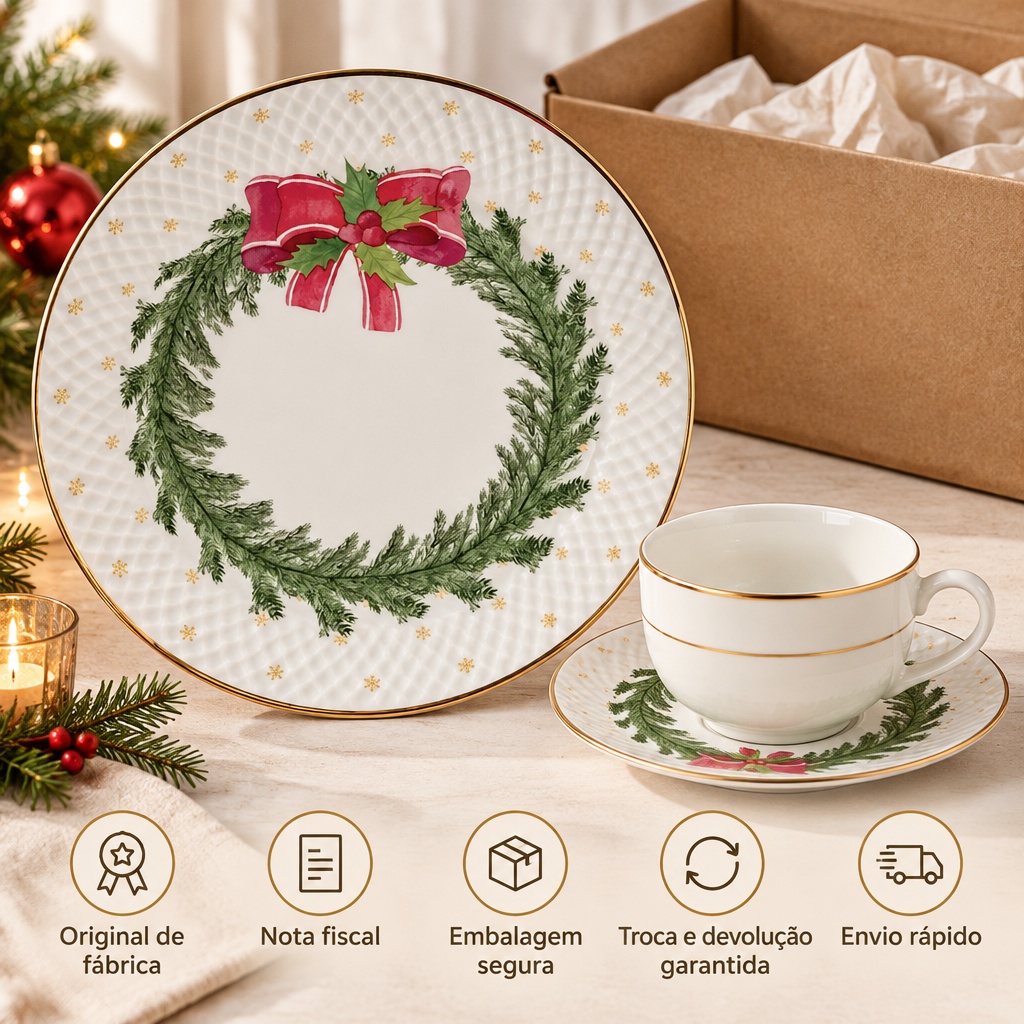 Original de
fábrica
Nota fiscal
Embalagem
segura
Troca e devolução
garantida
Envio rápido